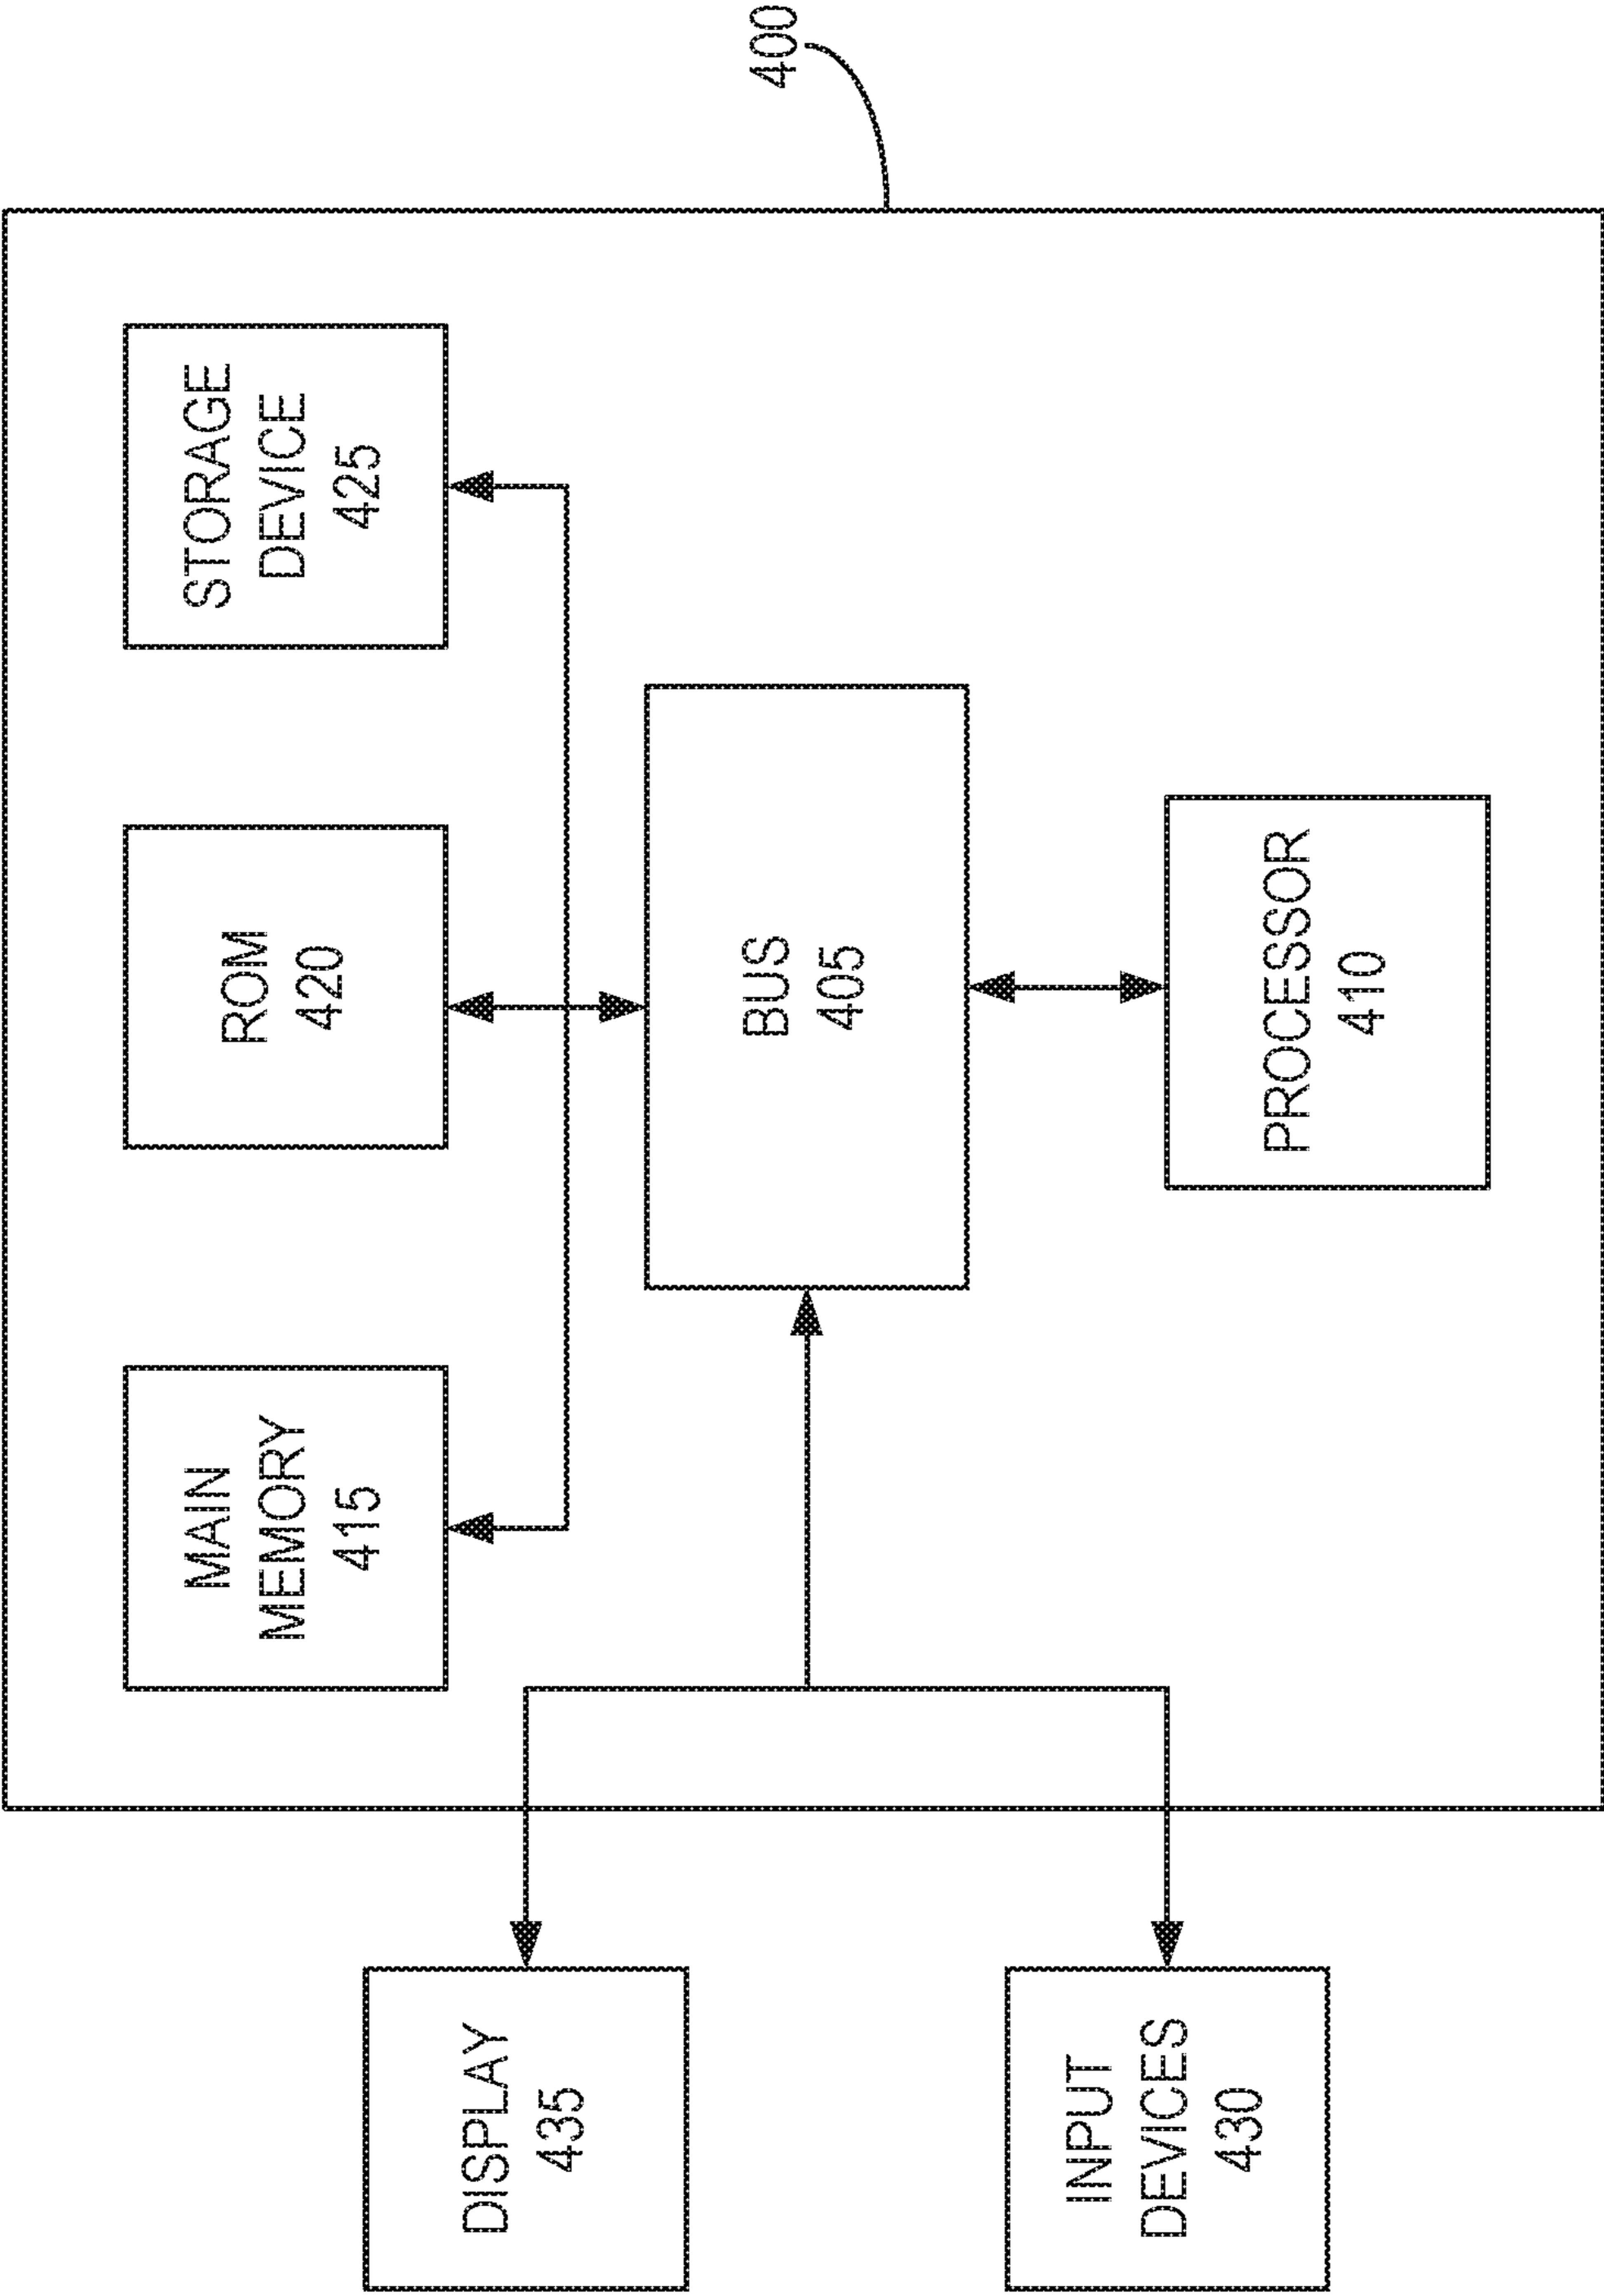 400
MAIN
MEMORY
415
ROM
420
STORAGE
DEVICE
425
DISPLAY
435
BUS
405
INPUT
DEVICES
430
PROCESSOR
410